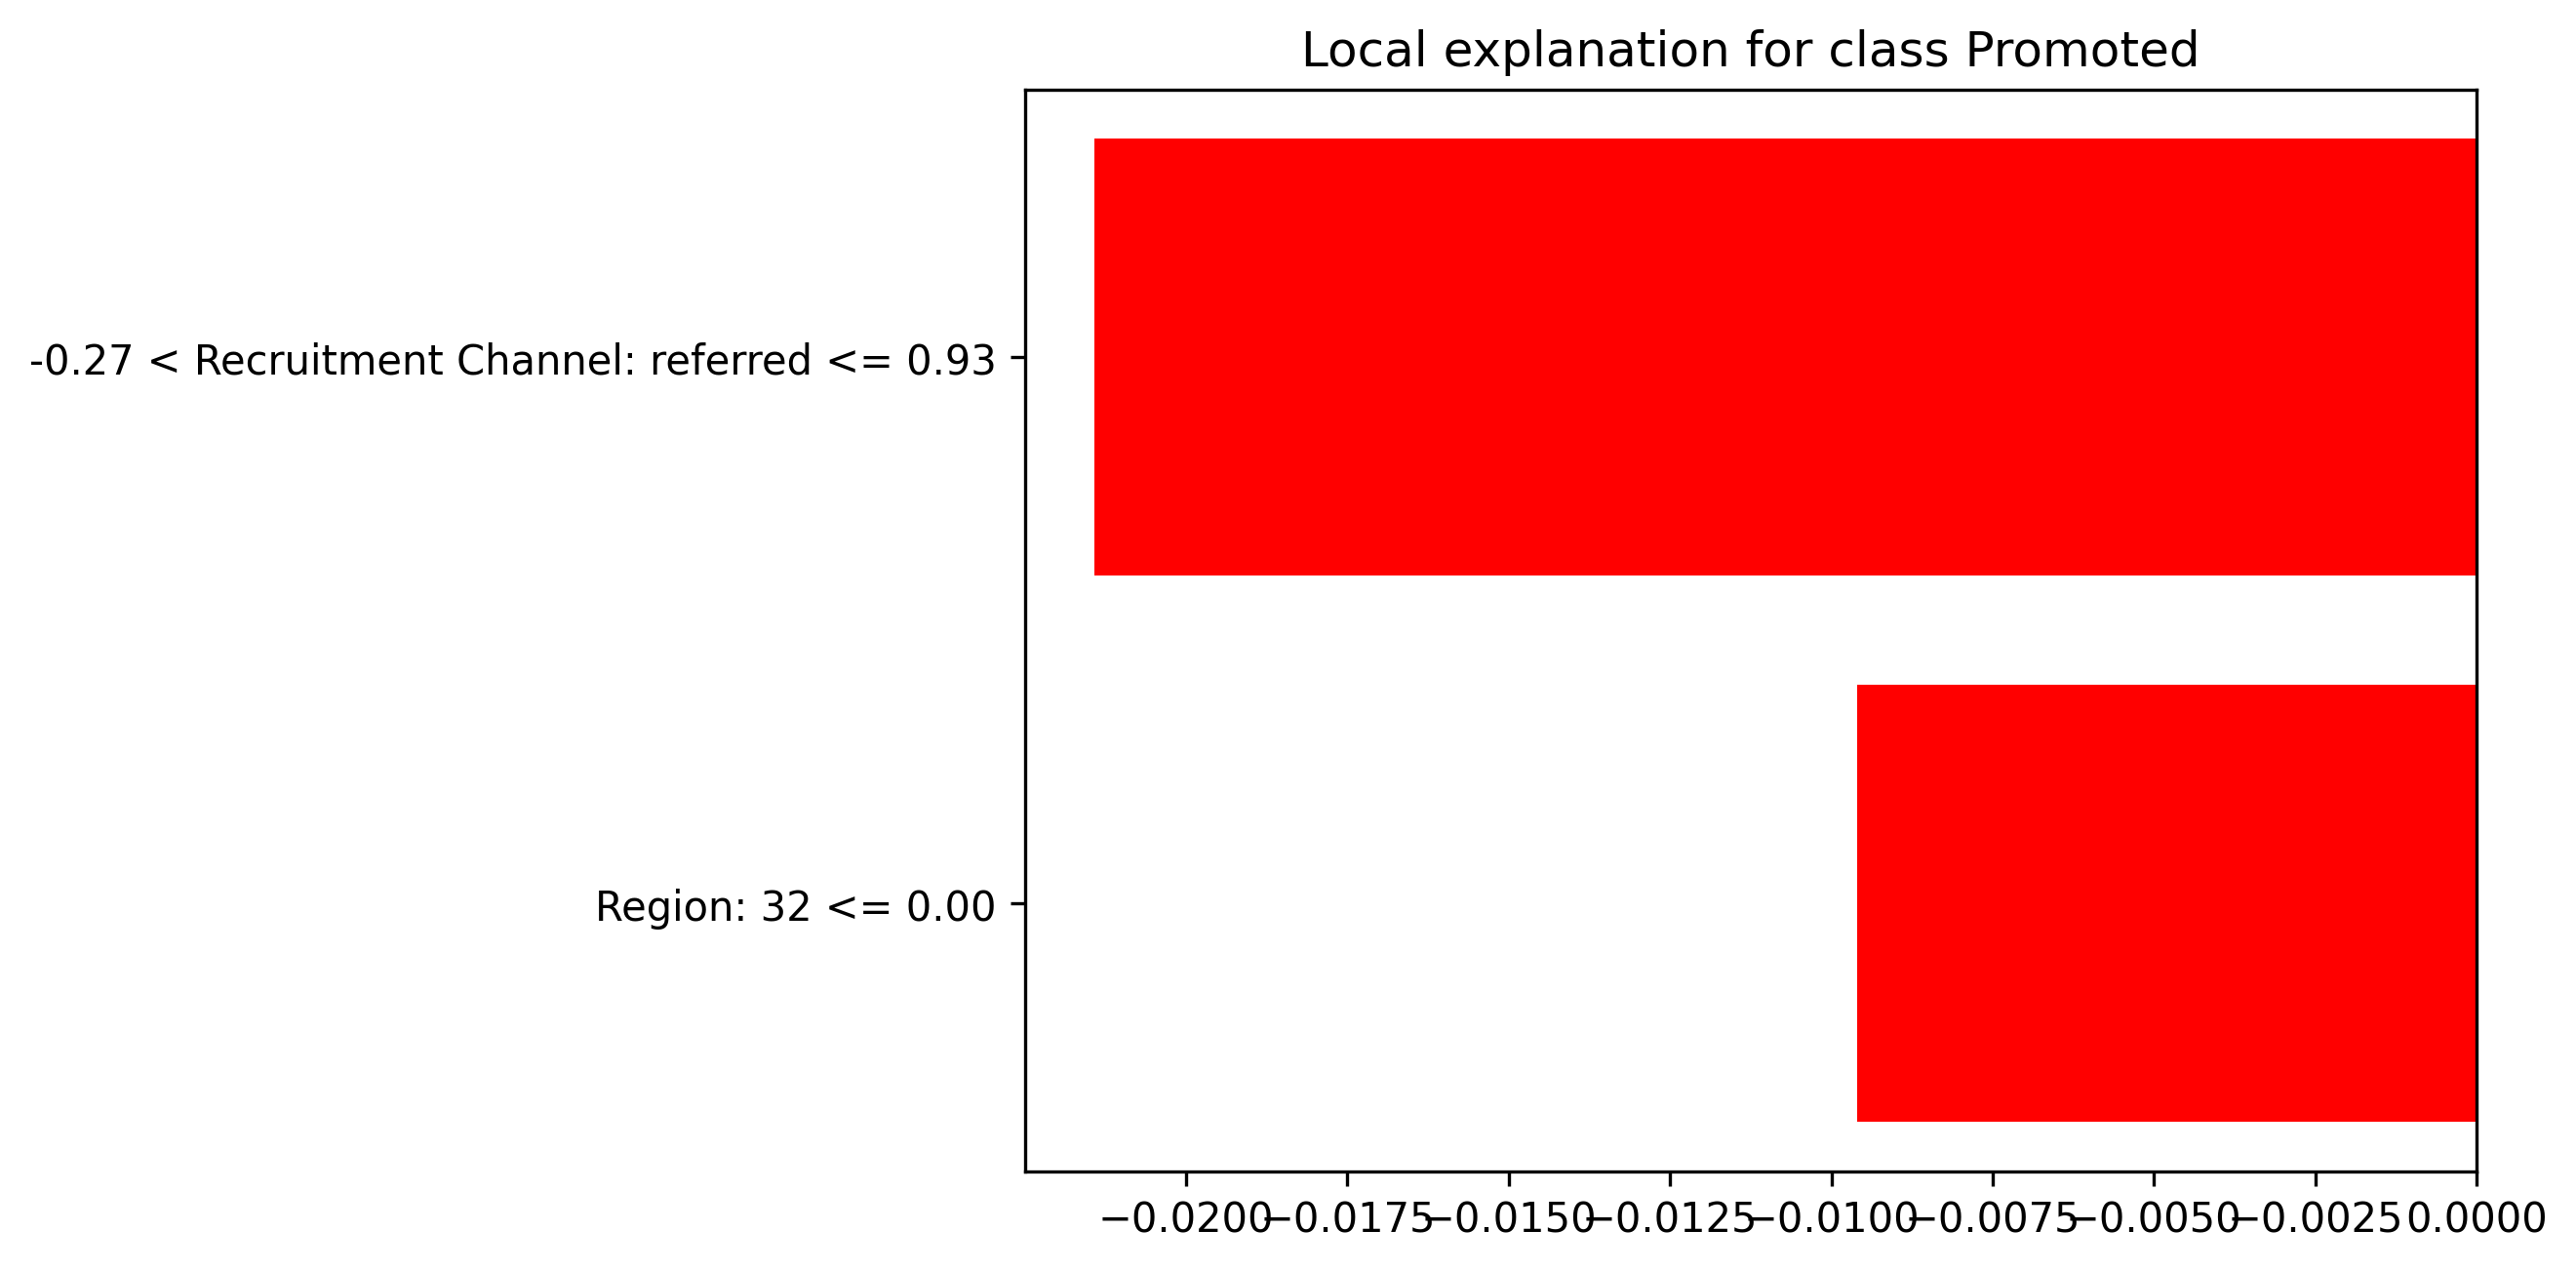 Local explanation for class Promoted
-0.27 < Recruitment Channel: referred <= 0.93
Region: 32 <= 0.00
−0.0200 −0.0175 −0.0150 −0.0125 −0.0100 −0.0075 −0.0050 −0.0025 0.0000